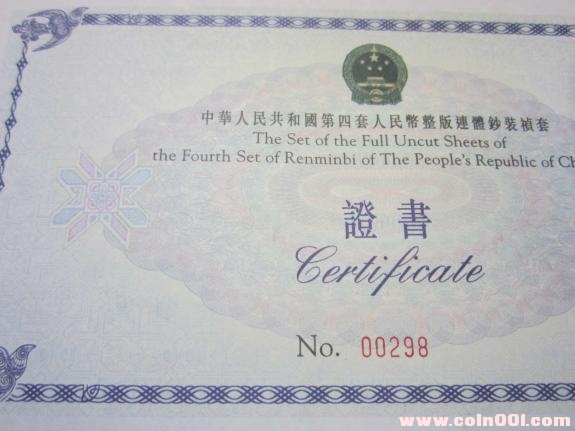 中華人民共和國第四套人民幣整版連體鈔裝禎套
The Set of the Full Uncut Sheets of
the Fourth Set of Renminbi of The People's Republic of Ch
證書
Certificate
No. 00298
www.coin001.com